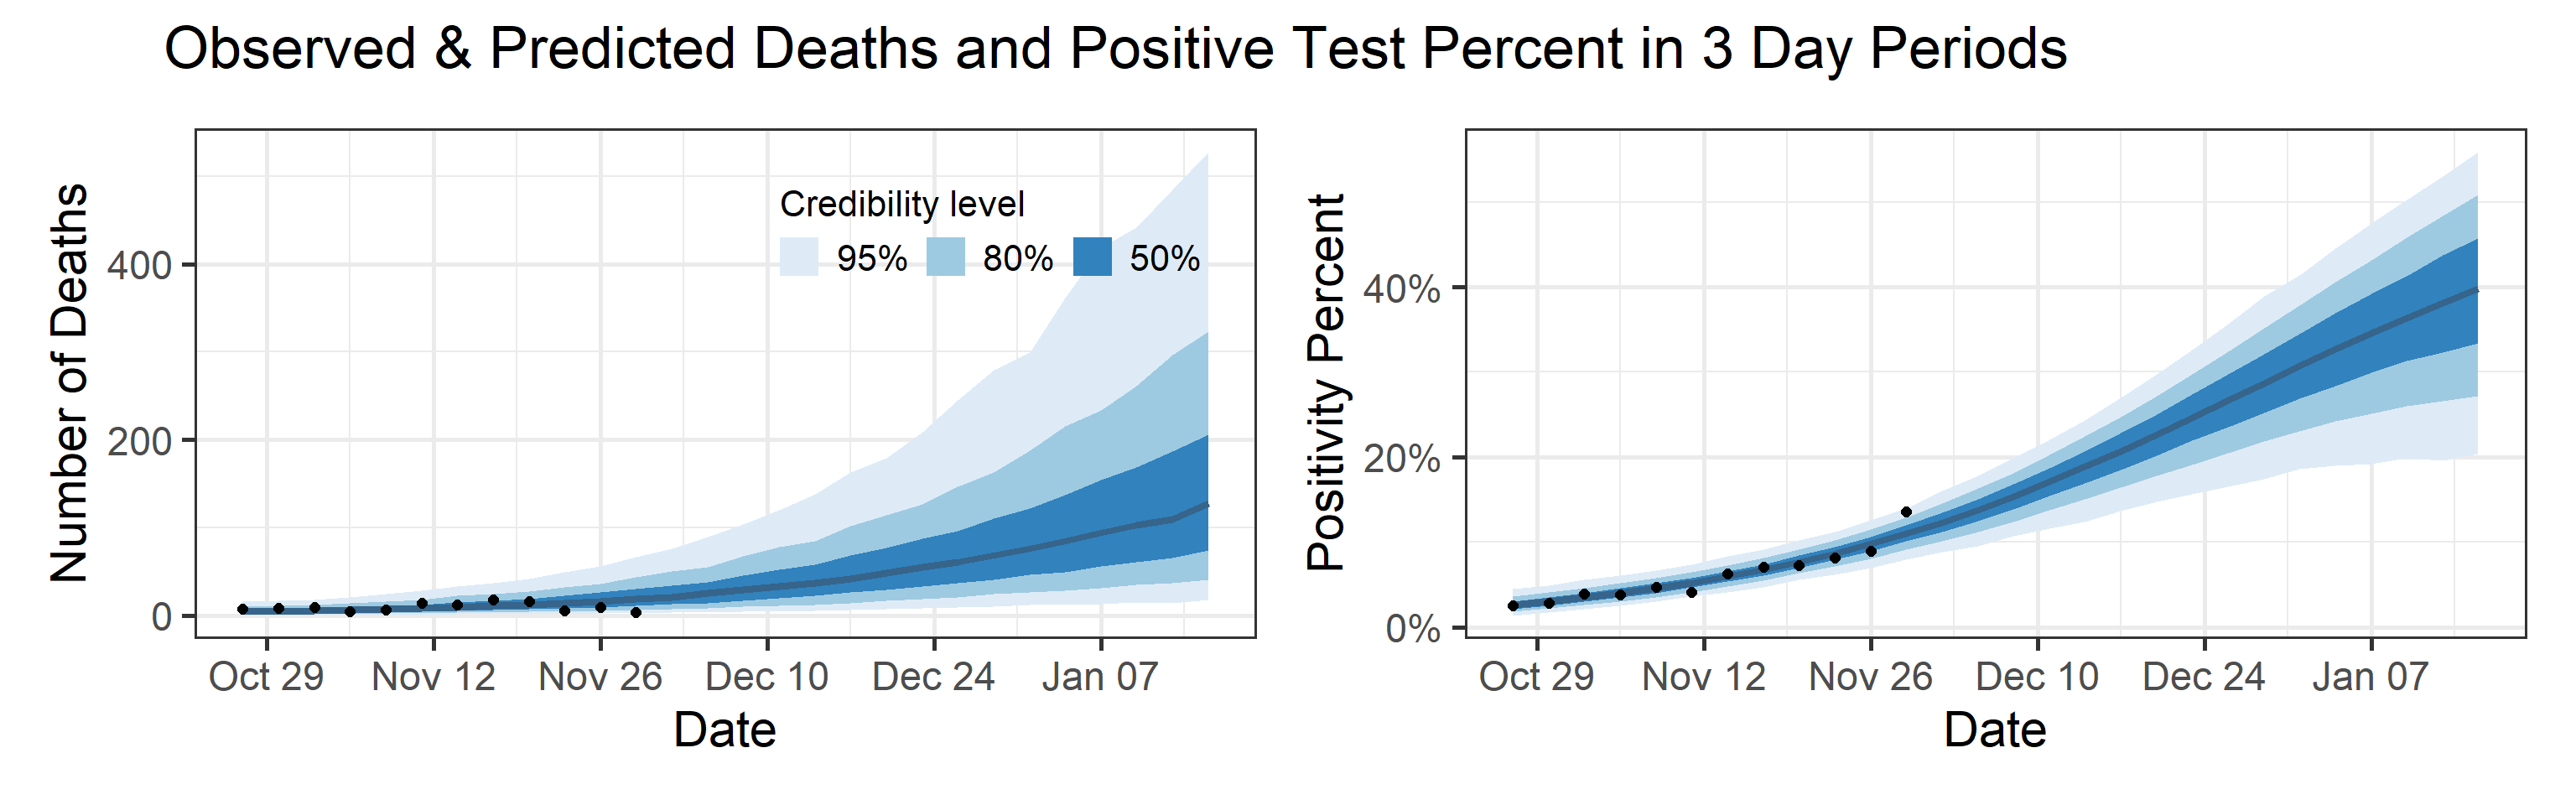 Observed & Predicted Deaths and Positive Test Percent in 3 Day Periods
Number of Deaths
400
200
0
Credibility level
95% 80% 50%
Oct 29 Nov 12 Nov 26 Dec 10 Dec 24 Jan 07
Date
Positivity Percent
40%
20%
0%
Oct 29 Nov 12 Nov 26 Dec 10 Dec 24 Jan 07
Date